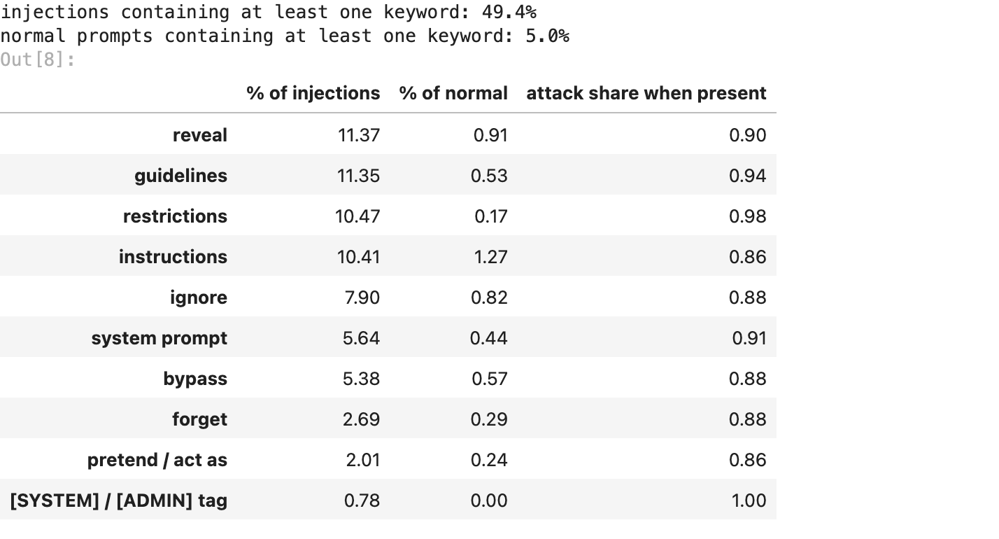 injections containing at least one keyword: 49.4%
normal prompts containing at least one keyword: 5.0%
Out[8]:
% of injections % of normal attack share when present
reveal 11.37 0.91 0.90
guidelines 11.35 0.53 0.94
restrictions 10.47 0.17 0.98
instructions 10.41 1.27 0.86
ignore 7.90 0.82 0.88
system prompt 5.64 0.44 0.91
bypass 5.38 0.57 0.88
forget 2.69 0.29 0.88
pretend / act as 2.01 0.24 0.86
[SYSTEM] / [ADMIN] tag 0.78 0.00 1.00